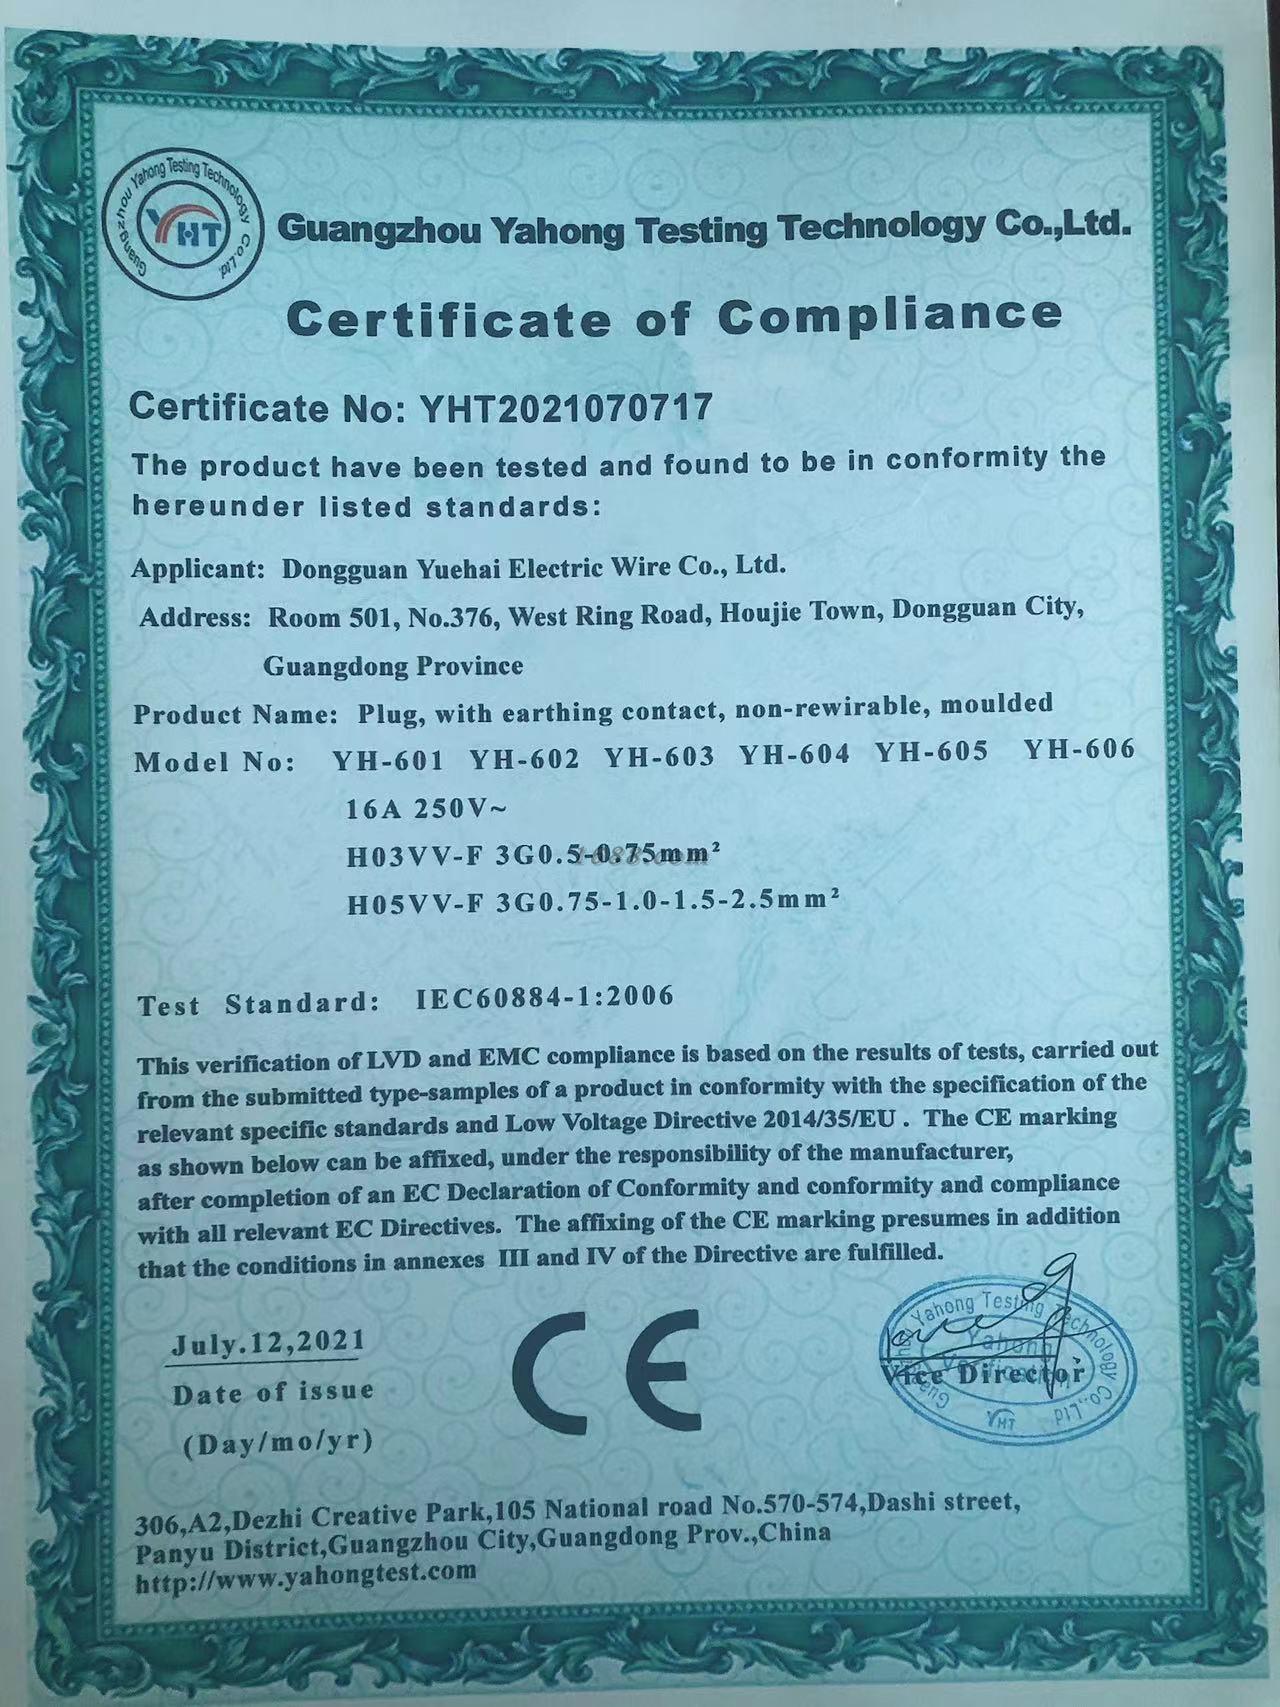 Guangzhou Yahong Testing Technology Co.,Ltd.
YHT
Guangzhou Yahong Testing Technology Co.,Ltd.
Certificate of Compliance
Certificate No: YHT2021070717
The product have been tested and found to be in conformity the
hereunder listed standards:
Applicant: Dongguan Yuehai Electric Wire Co., Ltd.
Address: Room 501, No.376, West Ring Road, Houjie Town, Dongguan City,
Guangdong Province
Product Name: Plug, with earthing contact, non-rewirable, moulded
Model No: YH-601 YH-602 YH-603 YH-604 YH-605 YH-606
16A 250V~
H03VV-F 3G0.5-0.75mm²
1688.com
H05VV-F 3G0.75-1.0-1.5-2.5mm²
Test Standard: IEC60884-1:2006
This verification of LVD and EMC compliance is based on the results of tests, carried out
from the submitted type-samples of a product in conformity with the specification of the
relevant specific standards and Low Voltage Directive 2014/35/EU . The CE marking
as shown below can be affixed, under the responsibility of the manufacturer,
after completion of an EC Declaration of Conformity and conformity and compliance
with all relevant EC Directives. The affixing of the CE marking presumes in addition
that the conditions in annexes III and IV of the Directive are fulfilled.
July.12,2021
Date of issue
(Day/mo/yr)
CE
Yahong Testing Technology Co.,Ltd
Yahong
Vice Director
YHT
306,A2,Dezhi Creative Park,105 National road No.570-574,Dashi street,
Panyu District,Guangzhou City,Guangdong Prov.,China
http://www.yahongtest.com